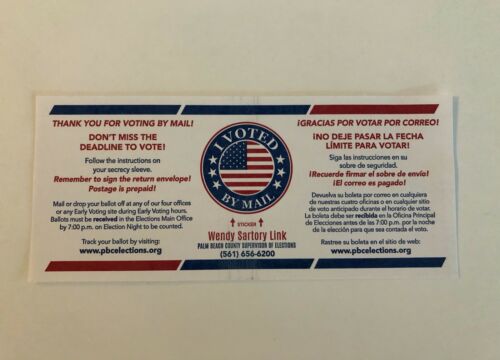 THANK YOU FOR VOTING BY MAIL!
DON'T MISS THE
DEADLINE TO VOTE!
Follow the instructions on
your secrecy sleeve.
Remember to sign the return envelope!
Postage is prepaid!
Mail or drop your ballot off at any of our four offices
or any Early Voting site during Early Voting hours.
Ballots must be received in the Elections Main Office
by 7:00 p.m. on Election Night to be counted.
Track your ballot by visiting:
www.pbcelections.org
I VOTED
BY MAIL
STICKER
Wendy Sartory Link
PALM BEACH COUNTY SUPERVISOR OF ELECTIONS
(561) 656-6200
¡GRACIAS POR VOTAR POR CORREO!
¡NO DEJE PASAR LA FECHA
LÍMITE PARA VOTAR!
Siga las instrucciones en su
sobre de seguridad.
¡Recuerde firmar el sobre de envío!
¡El correo es pagado!
Devuelva su boleta por correo en cualquiera
de nuestras cuatro oficinas o en cualquier sitio
de voto anticipado durante el horario de votar.
La boleta debe ser recibida en la Oficina Principal
de Elecciones antes de las 7:00 p.m. por la noche
de la elección para que sea contada el voto.
Rastree su boleta en el sitio de web:
www.pbcelections.org